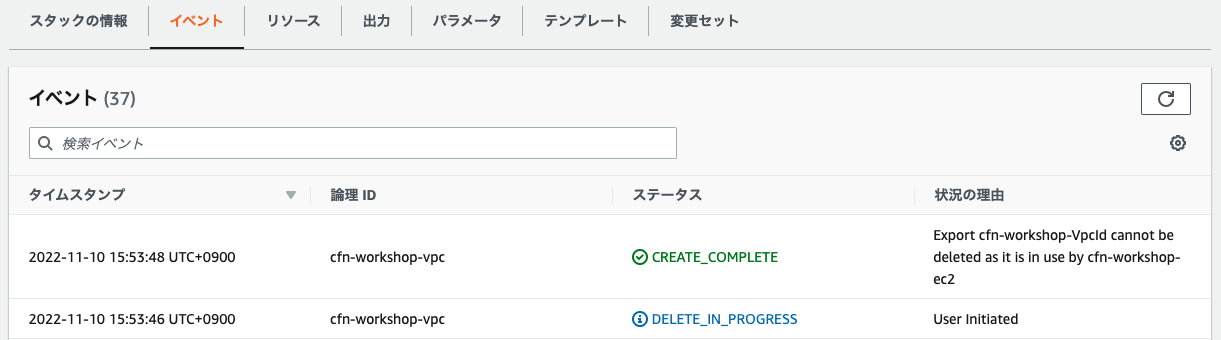 スタックの情報 イベント リソース 出力 パラメータ テンプレート 変更セット
イベント (37)
検索イベント
タイムスタンプ 論理 ID ステータス 状況の理由
2022-11-10 15:53:48 UTC+0900 cfn-workshop-vpc CREATE_COMPLETE Export cfn-workshop-VpcId cannot be
deleted as it is in use by cfn-workshop-
ec2
2022-11-10 15:53:46 UTC+0900 cfn-workshop-vpc DELETE_IN_PROGRESS User Initiated